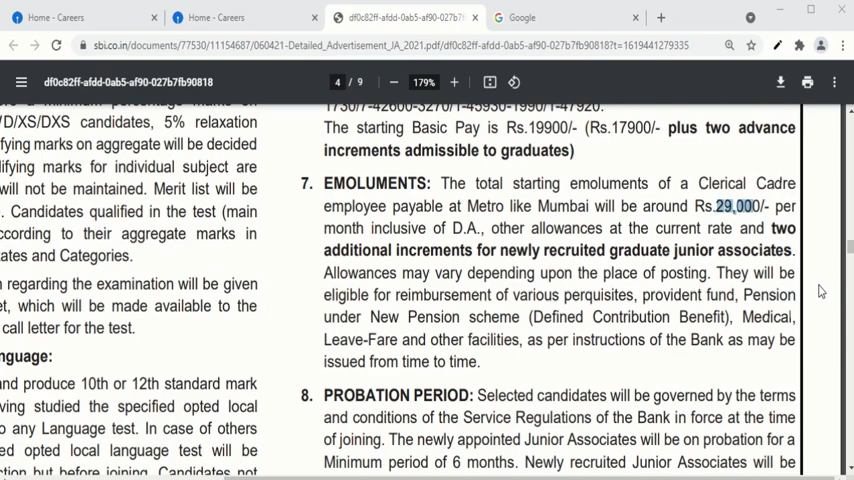 Home - Careers
Home - Careers
df0c82ff-afdd-0ab5-af90-027b7f
Google
sbi.co.in/documents/77530/11154687/060421-Detailed_Advertisement_JA_2021.pdf/df0c82ff-afdd-0ab5-af90-027b7fb90818?t=1619441279335
df0c82ff-afdd-0ab5-af90-027b7fb90818
4 / 9
179%
D/XS/DXS candidates, 5% relaxation
fying marks on aggregate will be decided
lifying marks for individual subject are
will not be maintained. Merit list will be
). Candidates qualified in the test (main
ccording to their aggregate marks in
tates and Categories.
n regarding the examination will be given
et, which will be made available to the
call letter for the test.
nguage:
and produce 10th or 12th standard mark
ving studied the specified opted local
o any Language test. In case of others
ed opted local language test will be
ction but before joining. Candidates not
1730/7-42600-3270/1-45930-1990/1-47920.
The starting Basic Pay is Rs.19900/- (Rs.17900/- plus two advance
increments admissible to graduates)
7. EMOLUMENTS: The total starting emoluments of a Clerical Cadre
employee payable at Metro like Mumbai will be around Rs.29,000/- per
month inclusive of D.A., other allowances at the current rate and two
additional increments for newly recruited graduate junior associates.
Allowances may vary depending upon the place of posting. They will be
eligible for reimbursement of various perquisites, provident fund, Pension
under New Pension scheme (Defined Contribution Benefit), Medical,
Leave-Fare and other facilities, as per instructions of the Bank as may be
issued from time to time.
8. PROBATION PERIOD: Selected candidates will be governed by the terms
and conditions of the Service Regulations of the Bank in force at the time
of joining. The newly appointed Junior Associates will be on probation for a
Minimum period of 6 months. Newly recruited Junior Associates will be